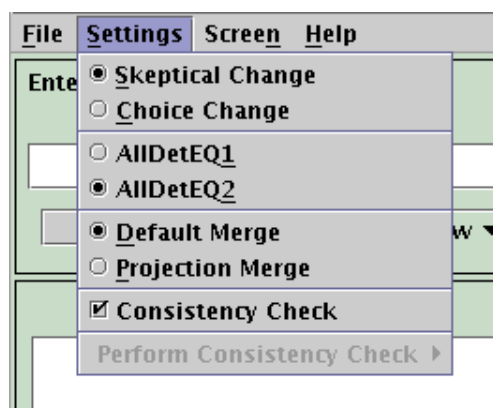 File Settings Screen Help
Ente
Skeptical Change
Choice Change
AllDetEQ1
AllDetEQ2
w
Default Merge
Projection Merge
Consistency Check
Perform Consistency Check